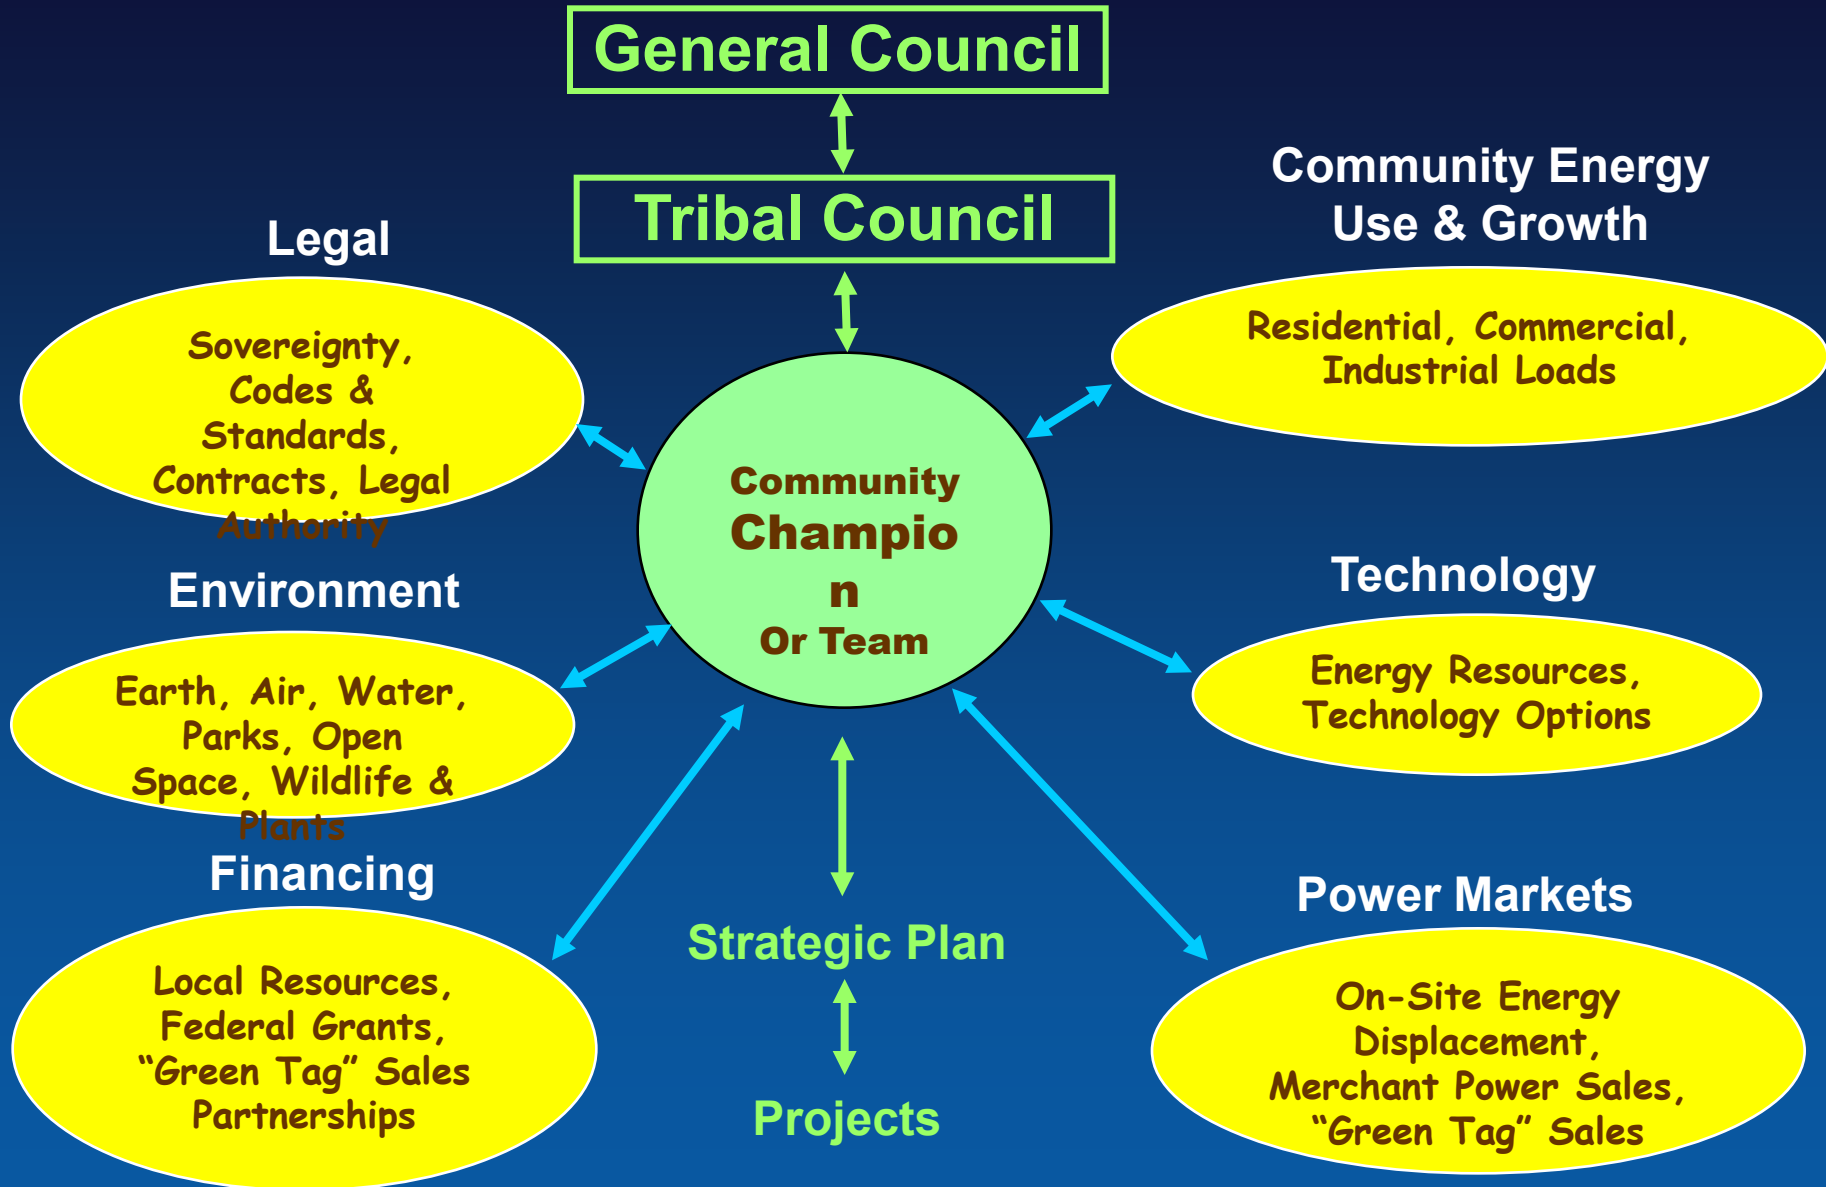 General Council
Tribal Council
Legal
Sovereignty,
Codes &
Standards,
Contracts, Legal
Authority
Environment
Earth, Air, Water,
Parks, Open
Space, Wildlife &
Plants
Financing
Local Resources,
Federal Grants,
“Green Tag” Sales
Partnerships
Community
Champio
n
Or Team
Strategic Plan
Projects
Community Energy
Use & Growth
Residential, Commercial,
Industrial Loads
Technology
Energy Resources,
Technology Options
Power Markets
On-Site Energy
Displacement,
Merchant Power Sales,
“Green Tag” Sales